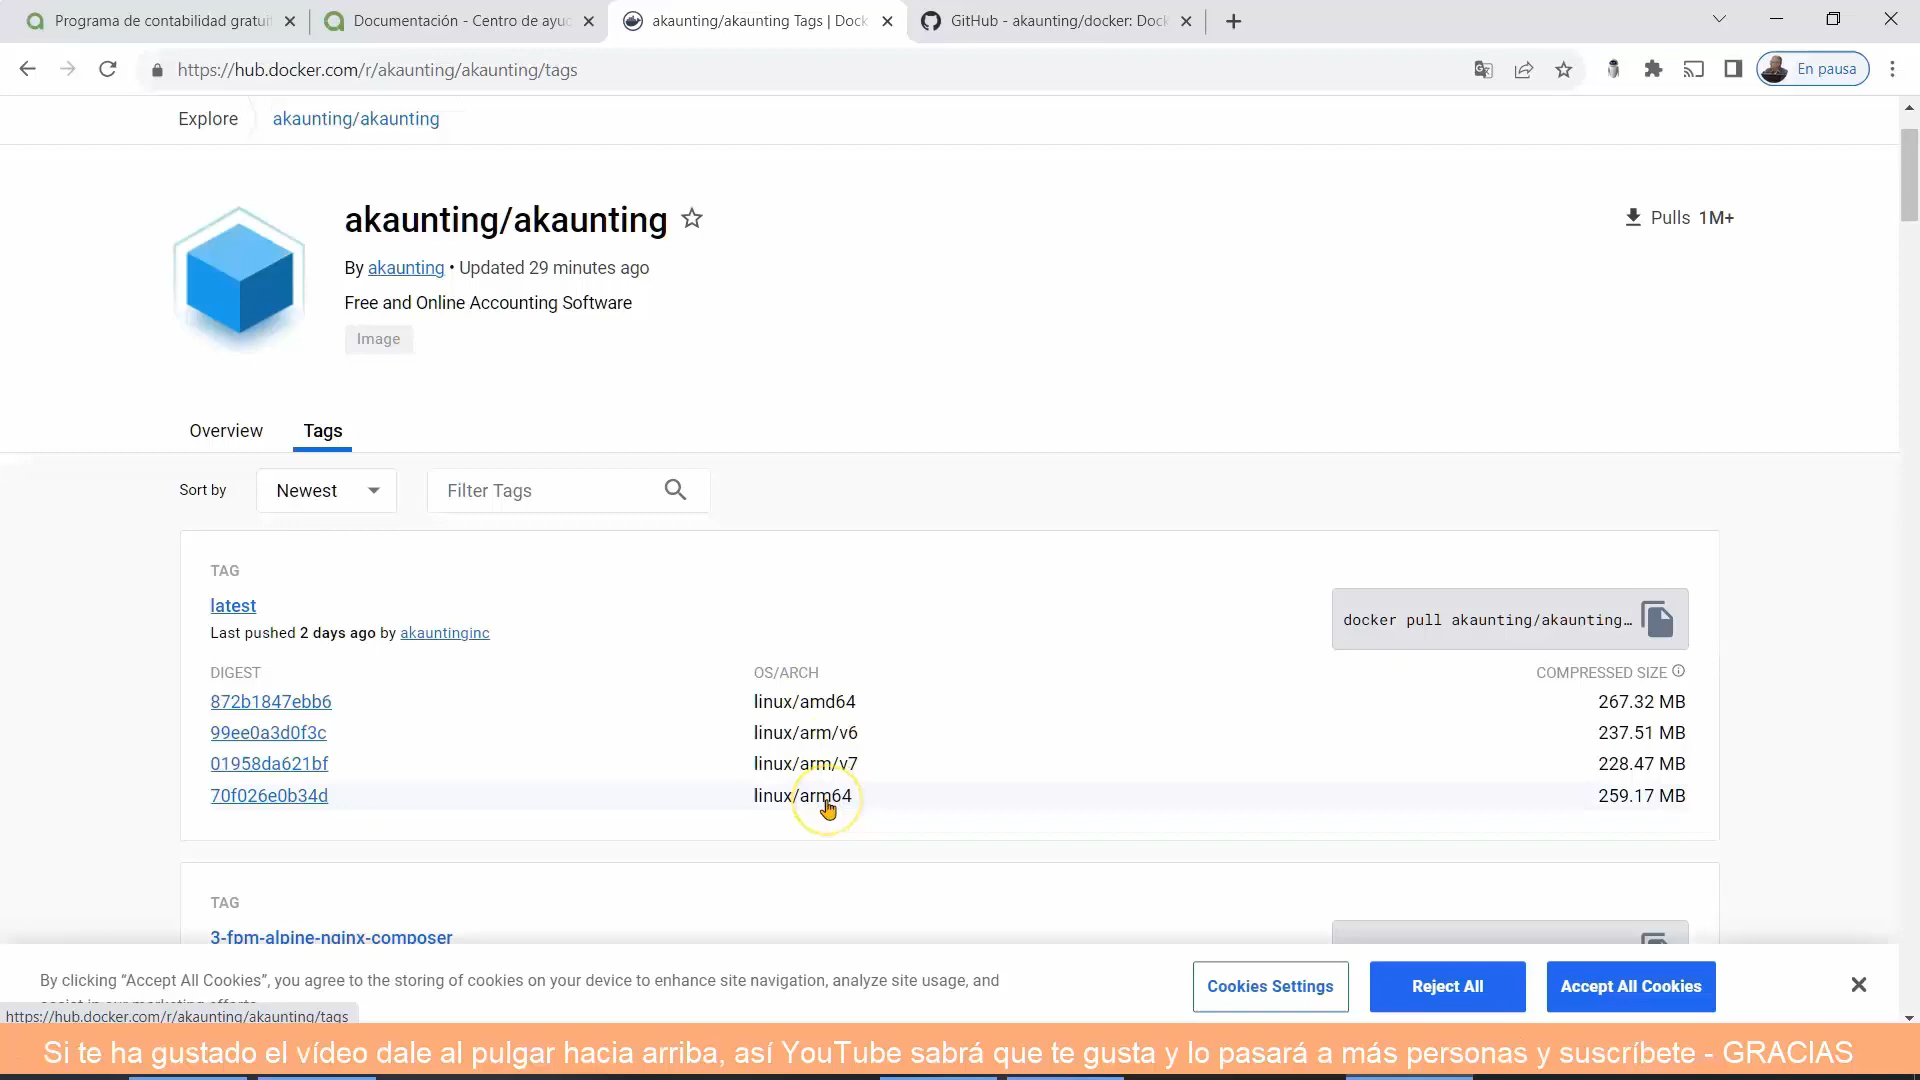 Programa de contabilidad gratuit
Documentación - Centro de ayu
akaunting/akaunting Tags | Dock
GitHub - akaunting/docker: Dock
https://hub.docker.com/r/akaunting/akaunting/tags
En pausa
Explore
akaunting/akaunting
akaunting/akaunting
Pulls 1M+
By akaunting • Updated 29 minutes ago
Free and Online Accounting Software
Image
Overview
Tags
Sort by
Newest
Filter Tags
TAG
latest
docker pull akaunting/akaunting…
Last pushed 2 days ago by akauntinginc
DIGEST OS/ARCH COMPRESSED SIZE
872b1847ebb6 linux/amd64 267.32 MB
99ee0a3d0f3c linux/arm/v6 237.51 MB
01958da621bf linux/arm/v7 228.47 MB
70f026e0b34d linux/arm64 259.17 MB
TAG
3-fpm-alpine-nginx-composer
By clicking “Accept All Cookies”, you agree to the storing of cookies on your device to enhance site navigation, analyze site usage, and
Cookies Settings
Reject All
Accept All Cookies
https://hub.docker.com/r/akaunting/akaunting/tags
Si te ha gustado el vídeo dale al pulgar hacia arriba, así YouTube sabrá que te gusta y lo pasará a más personas y suscríbete - GRACIAS